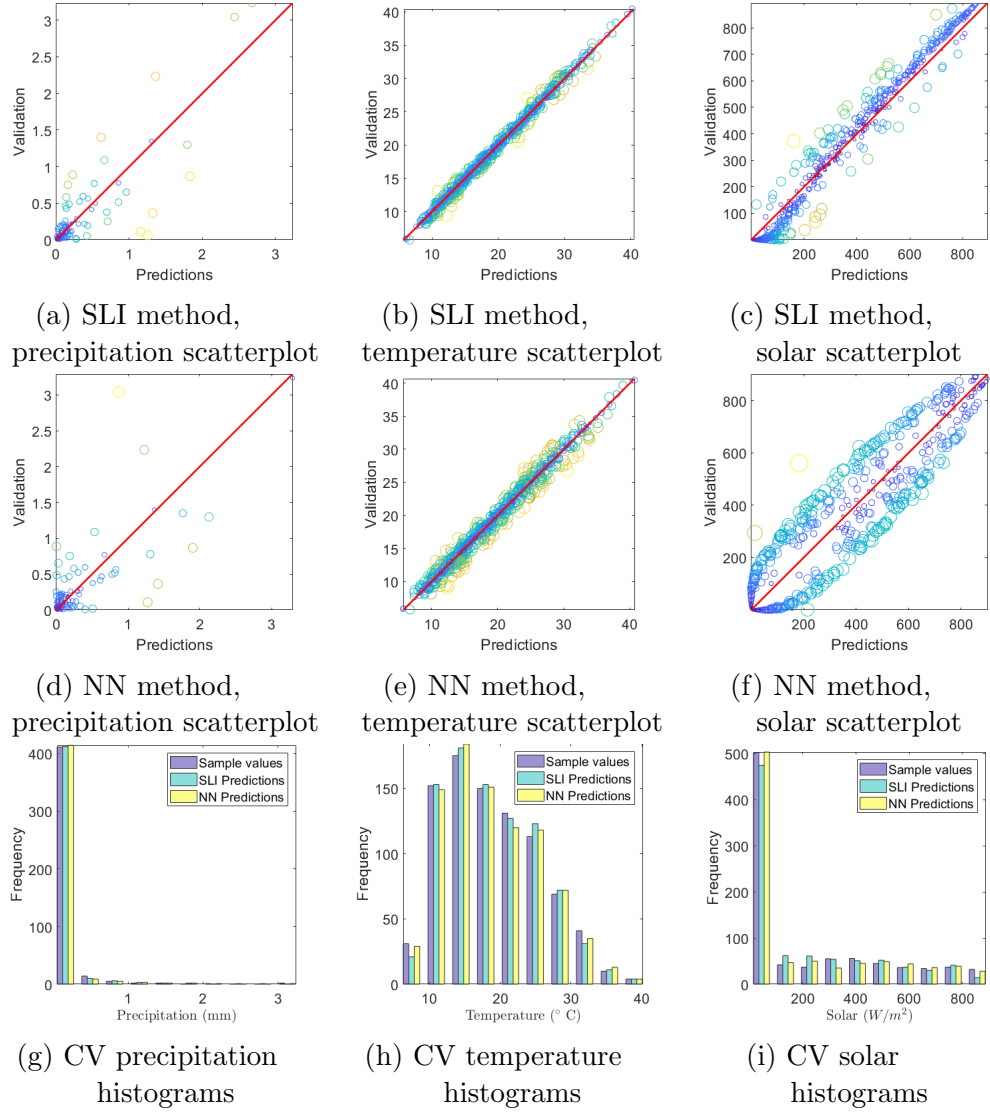 3
2.5
2
1.5
1
0.5
0
Validation
0 1 2 3
Predictions
40
35
30
25
20
15
10
Validation
10 20 30 40
Predictions
800
700
600
500
400
300
200
100
Validation
200 400 600 800
Predictions
(a) SLI method,
precipitation scatterplot
(b) SLI method,
temperature scatterplot
(c) SLI method,
solar scatterplot
3
2.5
2
1.5
1
0.5
0
Validation
0 1 2 3
Predictions
40
35
30
25
20
15
10
Validation
10 20 30 40
Predictions
800
600
400
200
Validation
200 400 600 800
Predictions
(d) NN method,
precipitation scatterplot
(e) NN method,
temperature scatterplot
(f) NN method,
solar scatterplot
400
300
200
100
0
Frequency
Sample values
SLI Predictions
NN Predictions
1 2 3
Precipitation (mm)
150
100
50
0
Frequency
Sample values
SLI Predictions
NN Predictions
10 20 30 40
Temperature (° C)
500
400
300
200
100
0
Frequency
Sample values
SLI Predictions
NN Predictions
200 400 600 800
Solar (W/m²)
(g) CV precipitation
histograms
(h) CV temperature
histograms
(i) CV solar
histograms